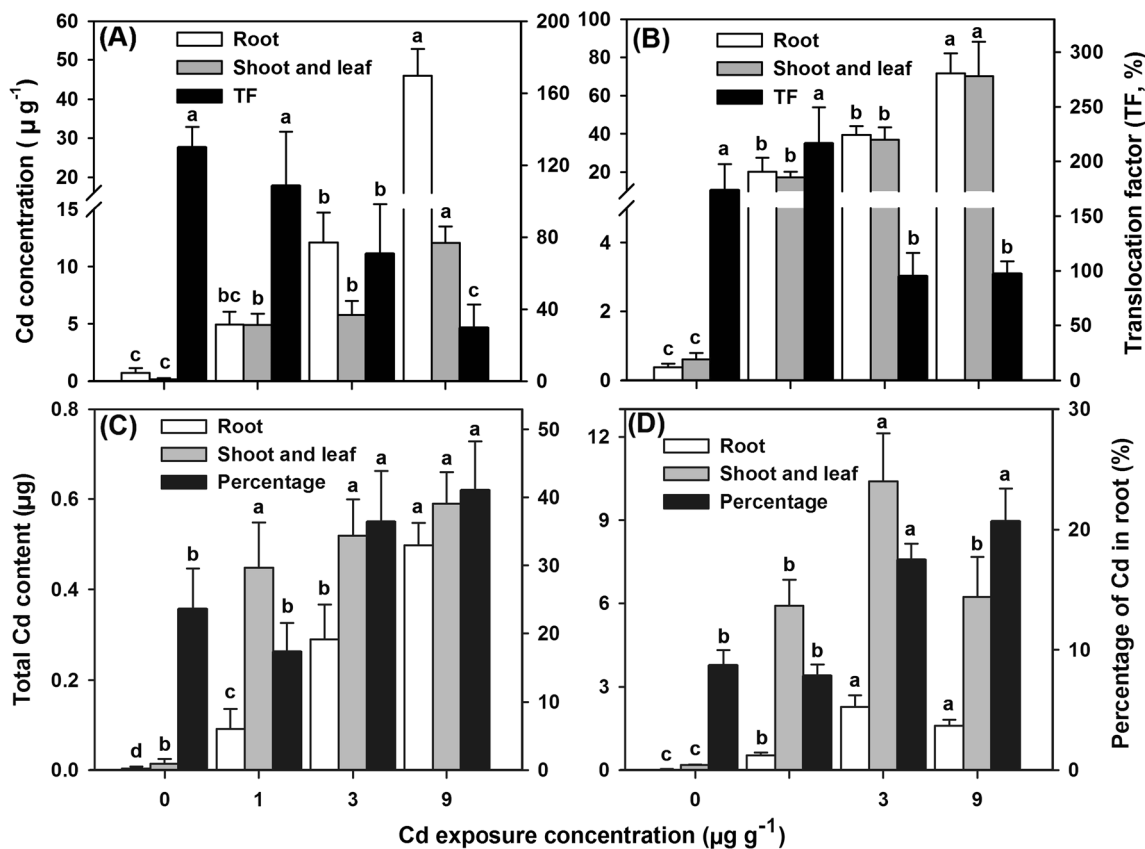 Cd concentration ( µ g g-1)
60
50
40
30
20
15
10
5
0
(A)
Root
Shoot and leaf
TF
c
c
a
bc
b
a
b
b
b
a
a
c
200
160
120
80
40
0
100
80
60
40
20
4
2
0
(B)
Root
Shoot and leaf
TF
c
c
a
b
b
a
b
b
b
a
a
b
300
250
200
150
100
50
0
Translocation factor (TF, %)
Total Cd content (µg)
0.8
0.6
0.4
0.2
0.0
(C)
Root
Shoot and leaf
Percentage
d
b
b
c
a
b
b
a
a
a
a
a
50
40
30
20
10
0
0
1
3
9
12
9
6
3
0
(D)
Root
Shoot and leaf
Percentage
c
c
b
b
b
b
a
a
a
a
b
a
30
20
10
0
0
3
9
Percentage of Cd in root (%)
Cd exposure concentration (µg g-1)